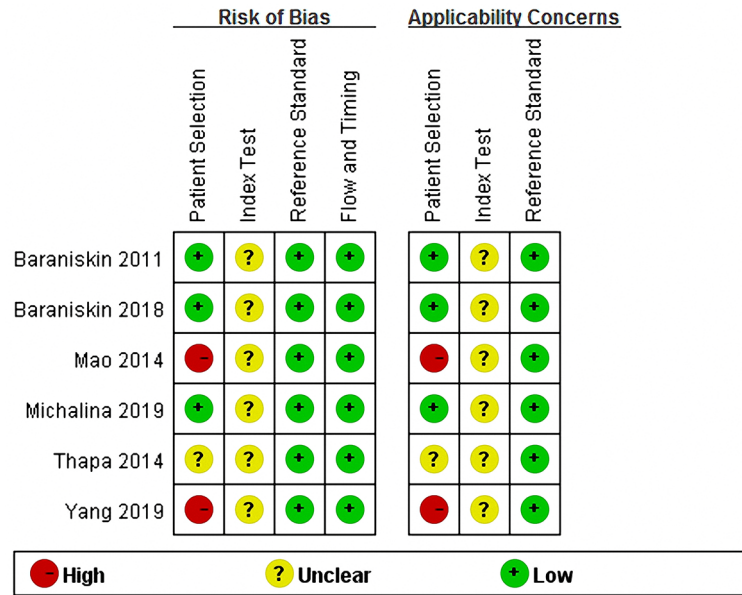 Risk of Bias
Applicability Concerns
Patient Selection
Index Test
Reference Standard
Flow and Timing
Patient Selection
Index Test
Reference Standard
Baraniskin 2011 + ? + + + ? +
Baraniskin 2018 + ? + + + ? +
Mao 2014 - ? + + - ? +
Michalina 2019 + ? + + + ? +
Thapa 2014 ? ? + + ? ? +
Yang 2019 - ? + + - ? +
- High ? Unclear + Low